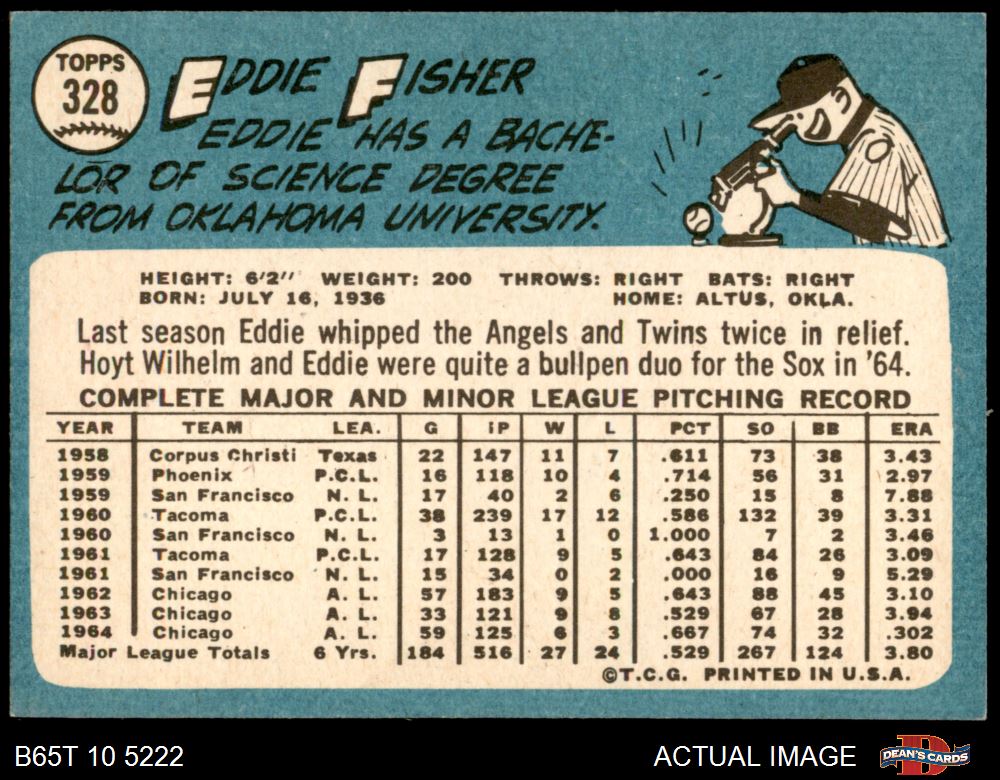 TOPPS
328
EDDIE FISHER
EDDIE HAS A BACHE-
LOR OF SCIENCE DEGREE
FROM OKLAHOMA UNIVERSITY.
HEIGHT: 6'2" WEIGHT: 200 THROWS: RIGHT BATS: RIGHT
BORN: JULY 16, 1936 HOME: ALTUS, OKLA.
Last season Eddie whipped the Angels and Twins twice in relief.
Hoyt Wilhelm and Eddie were quite a bullpen duo for the Sox in '64.
COMPLETE MAJOR AND MINOR LEAGUE PITCHING RECORD
YEAR TEAM LEA. G IP W L PCT SO BB ERA
1958 Corpus Christi Texas 22 147 11 7 .611 73 38 3.43
1959 Phoenix P.C.L. 16 118 10 4 .714 56 31 2.97
1959 San Francisco N. L. 17 40 2 6 .250 15 8 7.88
1960 Tacoma P.C.L. 38 239 17 12 .586 132 39 3.31
1960 San Francisco N. L. 3 13 1 0 1.000 7 2 3.46
1961 Tacoma P.C.L. 17 128 9 5 .643 84 26 3.09
1961 San Francisco N. L. 15 34 0 2 .000 16 9 5.29
1962 Chicago A. L. 57 183 9 5 .643 88 45 3.10
1963 Chicago A. L. 33 121 9 8 .529 67 28 3.94
1964 Chicago A. L. 59 125 6 3 .667 74 32 .302
Major League Totals 6 Yrs. 184 516 27 24 .529 267 124 3.80
©T.C.G. PRINTED IN U.S.A.
B65T 10 5222 ACTUAL IMAGE DEAN'S CARDS